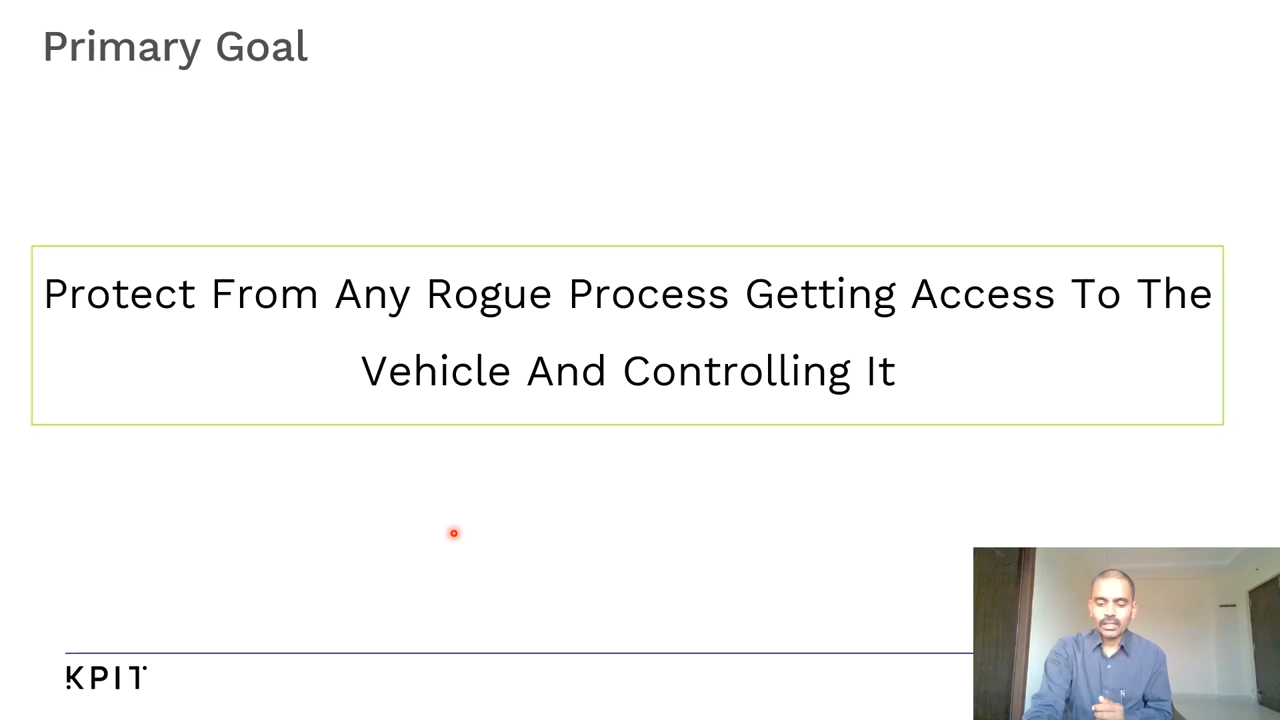 Primary Goal
Protect From Any Rogue Process Getting Access To The
Vehicle And Controlling It
KPIT